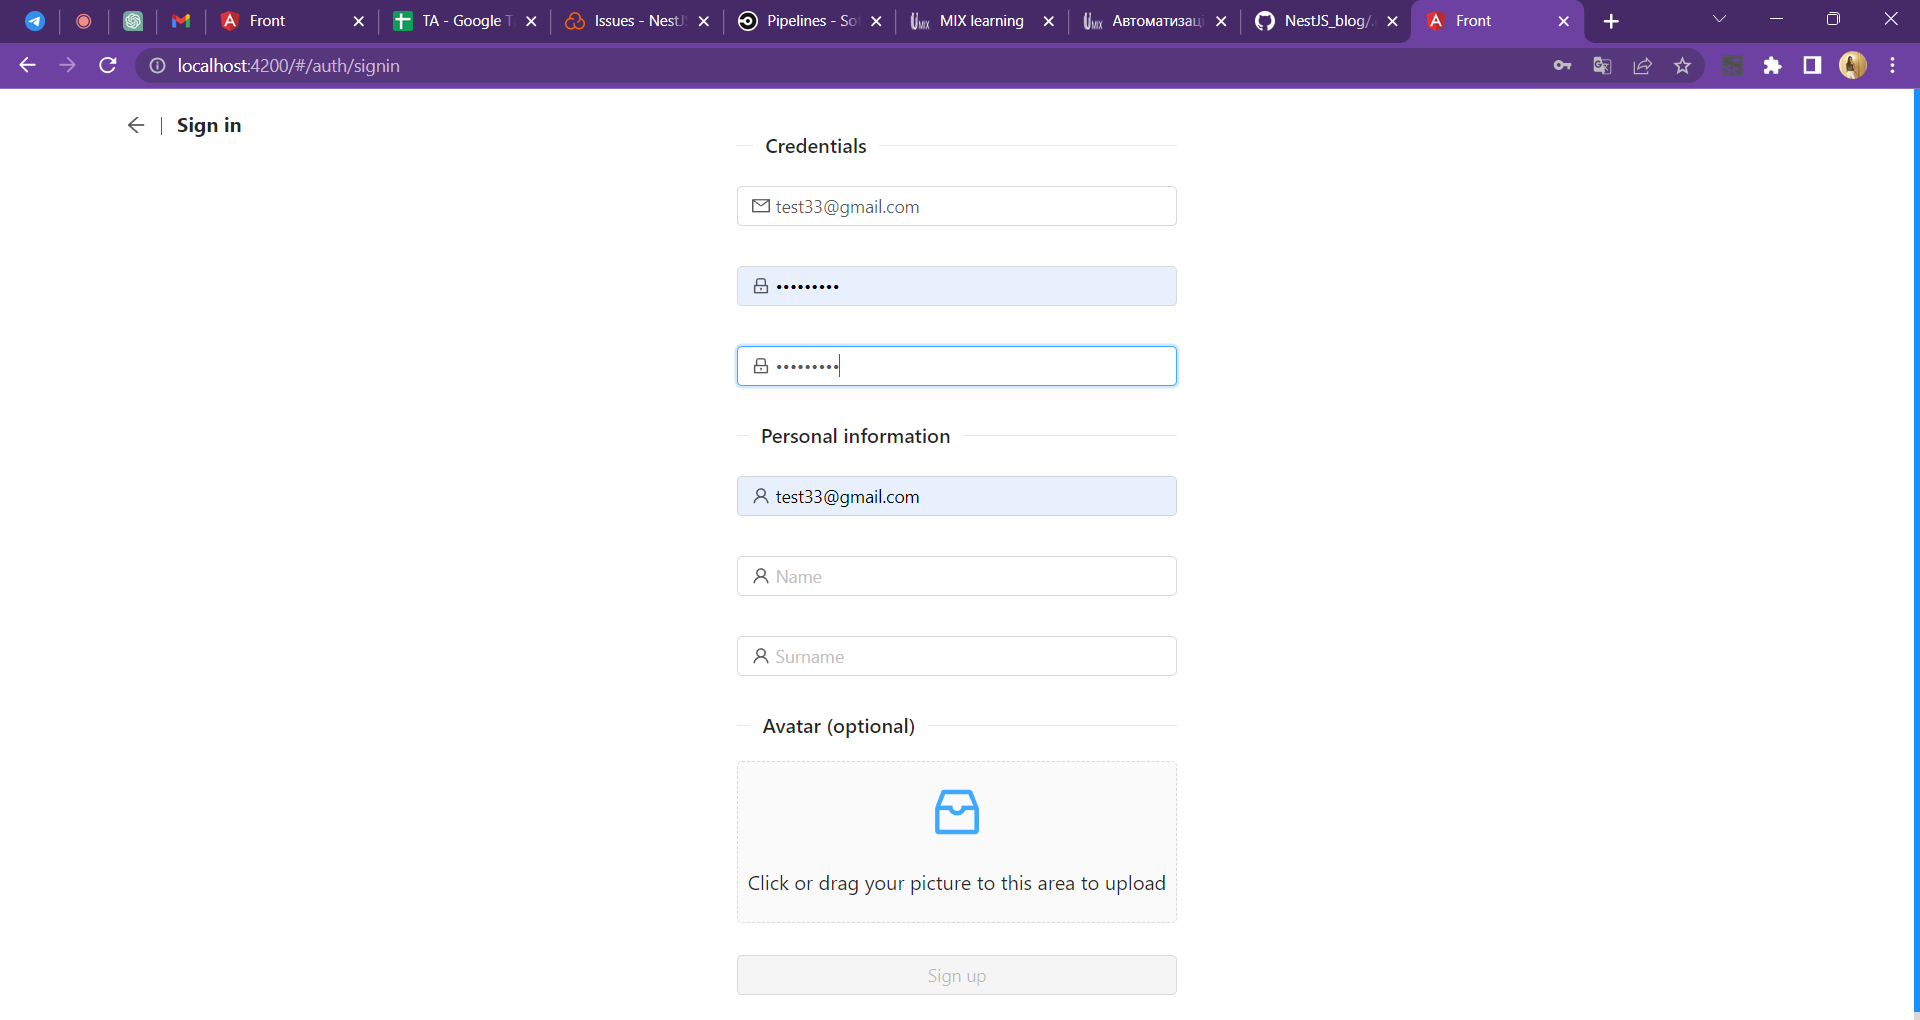 Front
TA - Google T
Issues - NestJS
Pipelines - So
MIX learning
Автоматизаці
NestJS_blog/.
Front
localhost:4200/#/auth/signin
Sign in
Credentials
test33@gmail.com
•••••••••
•••••••••
Personal information
test33@gmail.com
Name
Surname
Avatar (optional)
Click or drag your picture to this area to upload
Sign up